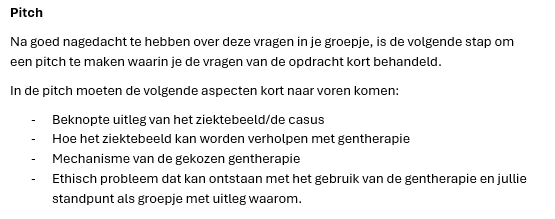 Pitch
Na goed nagedacht te hebben over deze vragen in je groepje, is de volgende stap om
een pitch te maken waarin je de vragen van de opdracht kort behandeld.
In de pitch moeten de volgende aspecten kort naar voren komen:
- Beknopte uitleg van het ziektebeeld/de casus
- Hoe het ziektebeeld kan worden verholpen met gentherapie
- Mechanisme van de gekozen gentherapie
- Ethisch probleem dat kan ontstaan met het gebruik van de gentherapie en jullie
standpunt als groepje met uitleg waarom.